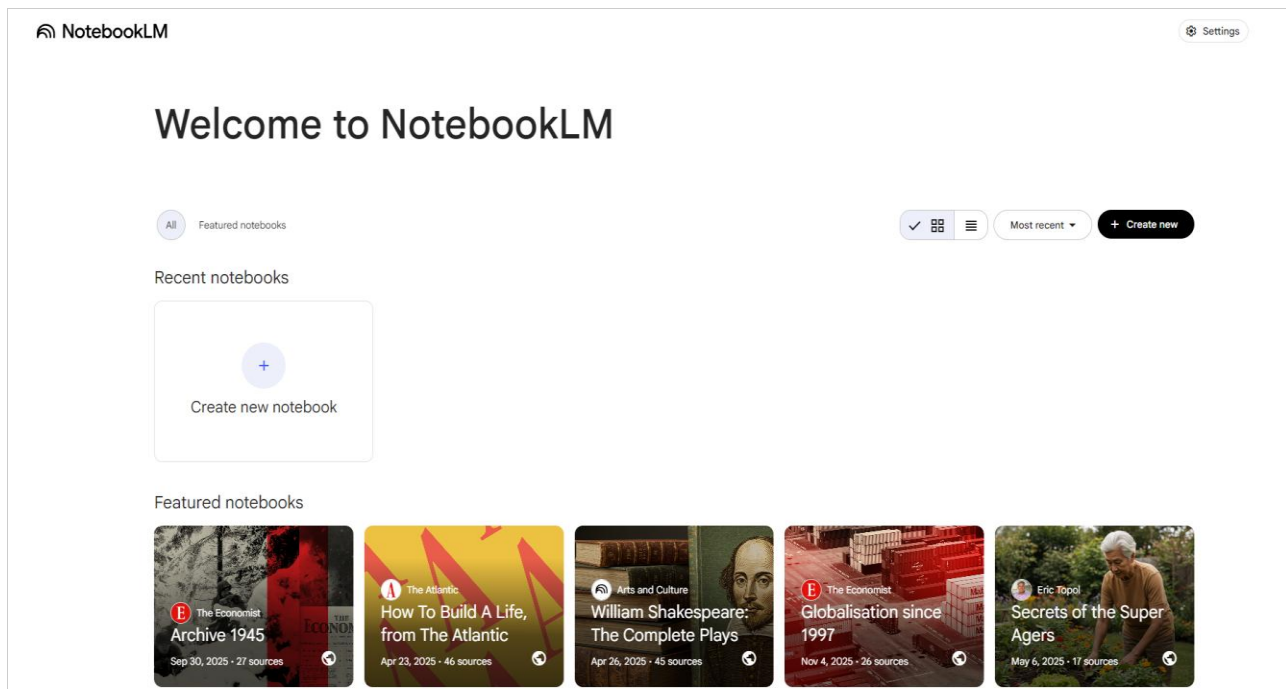 NotebookLM
Settings
Welcome to NotebookLM
All
Featured notebooks
Most recent
+ Create new
Recent notebooks
+
Create new notebook
Featured notebooks
E The Economist
Archive 1945
Sep 30, 2025 • 27 sources
THE
ECONO
A The Atlantic
How To Build A Life,
from The Atlantic
Apr 23, 2025 • 46 sources
Arts and Culture
William Shakespeare:
The Complete Plays
Apr 26, 2025 • 45 sources
E The Economist
Globalisation since
1997
Nov 4, 2025 • 26 sources
Eric Topol
Secrets of the Super
Agers
May 6, 2025 • 17 sources